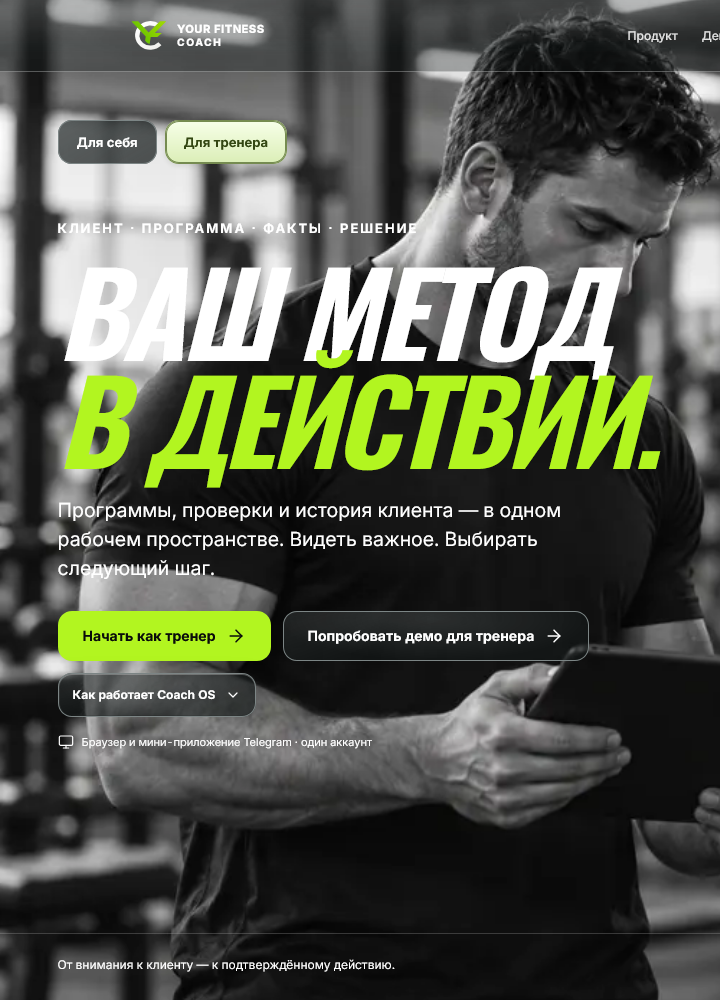 YOUR FITNESS
COACH
Продукт
Для себя
Для тренера
КЛИЕНТ · ПРОГРАММА · ФАКТЫ · РЕШЕНИЕ
ВАШ МЕТОД
В ДЕЙСТВИИ.
Программы, проверки и история клиента — в одном
рабочем пространстве. Видеть важное. Выбирать
следующий шаг.
Начать как тренер
Попробовать демо для тренера
Как работает Coach OS
Браузер и мини-приложение Telegram · один аккаунт
От внимания к клиенту — к подтверждённому действию.